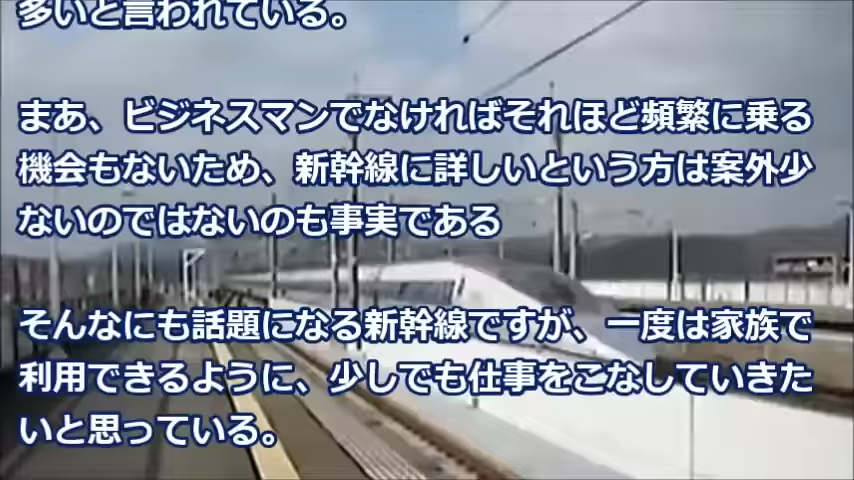 多いと言われている。
まあ、ビジネスマンでなければそれほど頻繁に乗る
機会もないため、新幹線に詳しいという方は案外少
ないのではないのも事実である
そんなにも話題になる新幹線ですが、一度は家族で
利用できるように、少しでも仕事をこなしていきた
いと思っている。